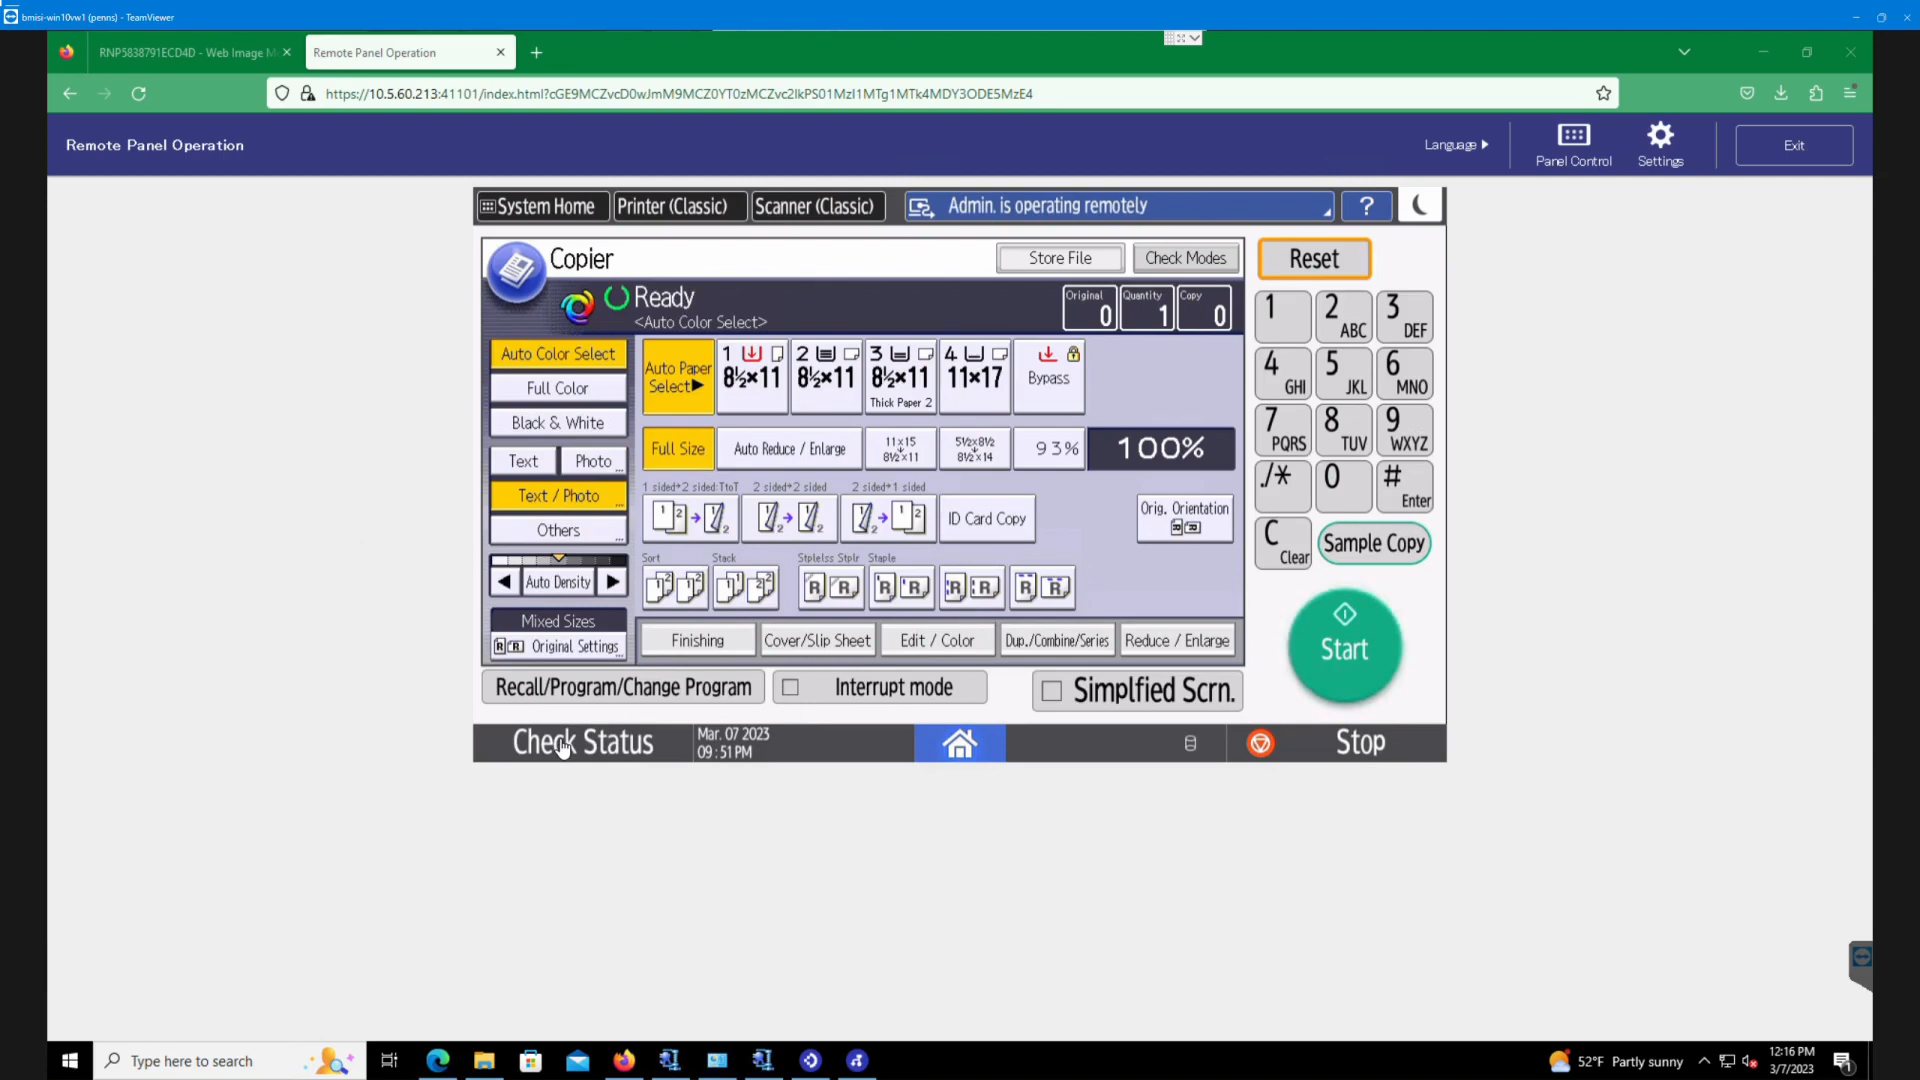 bmisi-win10vw1 (penns) - TeamViewer
RNP5838791ECD4D - Web Image M
Remote Panel Operation
https://10.5.60.213:41101/index.html?cGE9MCZvcD0wJmM9MCZ0YT0zMCZvc2lkPS01MzI1MTg1MTk4MDY3ODE5MzE4
Remote Panel Operation
Language
Panel Control
Settings
Exit
System Home
Printer (Classic)
Scanner (Classic)
Admin. is operating remotely
?
Copier
Store File
Check Modes
Reset
Ready
<Auto Color Select>
Original 0
Quantity 1
Copy 0
Auto Color Select
Full Color
Black & White
Text
Photo
Text / Photo
Others
Auto Density
Mixed Sizes
Original Settings
Auto Paper Select▶
1 8½×11
2 8½×11
3 8½×11 Thick Paper 2
4 11×17
Bypass
Full Size
Auto Reduce / Enlarge
11×15
8½×11
5½×8½
8½×14
93%
100%
1 sided→2 sided:TtoT
2 sided→2 sided
2 sided→1 sided
ID Card Copy
Orig. Orientation
Sort
Stack
Stplelss Stplr
Staple
Finishing
Cover/Slip Sheet
Edit / Color
Dup./Combine/Series
Reduce / Enlarge
1
2 ABC
3 DEF
4 GHI
5 JKL
6 MNO
7 PQRS
8 TUV
9 WXYZ
./*
0
# Enter
C Clear
Sample Copy
Start
Recall/Program/Change Program
Interrupt mode
Simplfied Scrn.
Check Status
Mar. 07 2023
09:51PM
Stop
Type here to search
52°F Partly sunny
12:16 PM
3/7/2023